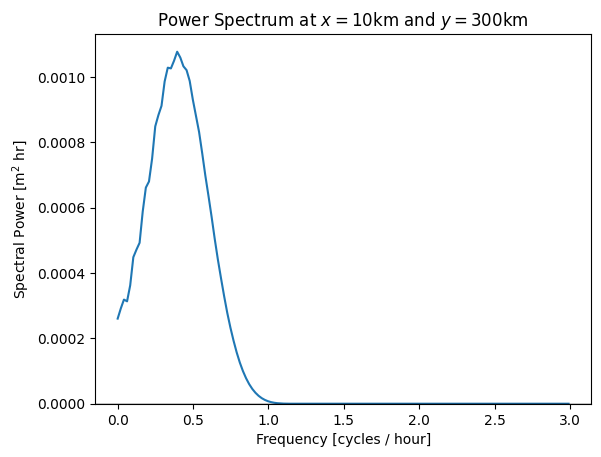 Power Spectrum at x = 10km and y = 300km
Spectral Power [m² hr]
0.0010
0.0008
0.0006
0.0004
0.0002
0.0000
0.0 0.5 1.0 1.5 2.0 2.5 3.0
Frequency [cycles / hour]